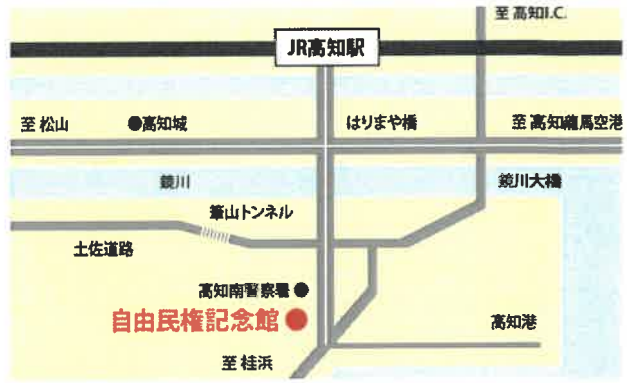 至 高知I.C.
JR高知駅
至 松山
●高知城
はりまや橋
至 高知龍馬空港
鏡川
鏡川大橋
筆山トンネル
土佐道路
高知南警察署●
自由民権記念館●
高知港
至 桂浜